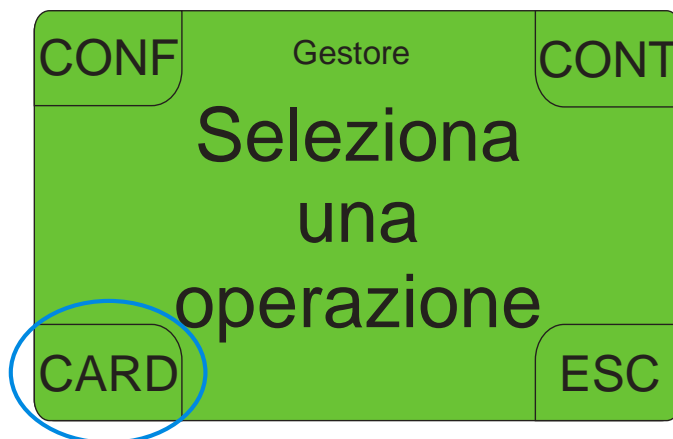 CONF
Gestore
CONT
Seleziona
una
operazione
CARD
ESC